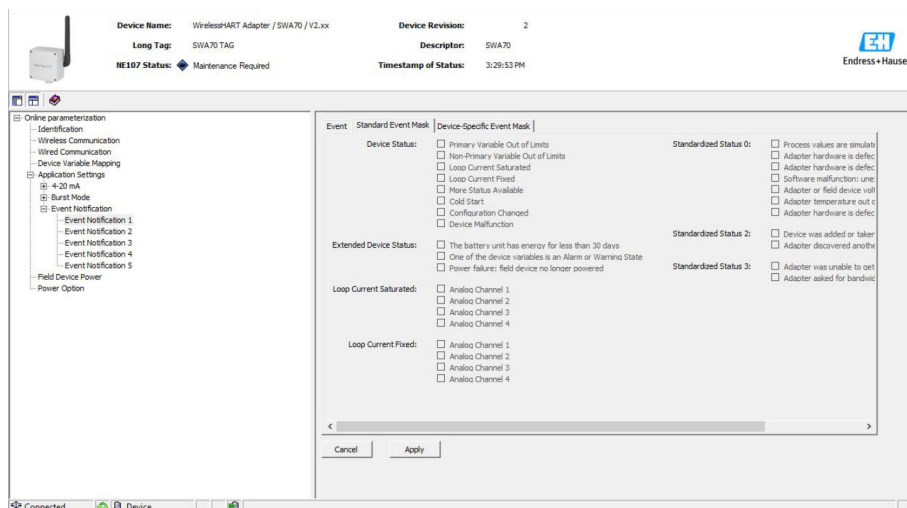 Device Name: WirelessHART Adapter / SWA70 / V2.xx Device Revision: 2
Long Tag: SWA70 TAG Descriptor: SWA70
NE107 Status: Maintenance Required Timestamp of Status: 3:29:53 PM
EH
Endress+Hause
Online parameterization
Identification
Wireless Communication
Wired Communication
Device Variable Mapping
Application Settings
4-20 mA
Burst Mode
Event Notification
Event Notification 1
Event Notification 2
Event Notification 3
Event Notification 4
Event Notification 5
Field Device Power
Power Option
Event Standard Event Mask Device-Specific Event Mask
Device Status: Primary Variable Out of Limits
Non-Primary Variable Out of Limits
Loop Current Saturated
Loop Current Fixed
More Status Available
Cold Start
Configuration Changed
Device Malfunction
Extended Device Status: The battery unit has energy for less than 30 days
One of the device variables is an Alarm or Warning State
Power failure: field device no longer powered
Loop Current Saturated: Analog Channel 1
Analog Channel 2
Analog Channel 3
Analog Channel 4
Loop Current Fixed: Analog Channel 1
Analog Channel 2
Analog Channel 3
Analog Channel 4
Standardized Status 0: Process values are simulat
Adapter hardware is defec
Adapter hardware is defec
Software malfunction: une
Adapter or field device volt
Adapter temperature out o
Adapter hardware is defec
Standardized Status 2: Device was added or taken
Adapter discovered anothe
Standardized Status 3: Adapter was unable to get
Adapter asked for bandwic
Cancel Apply
Connected Device